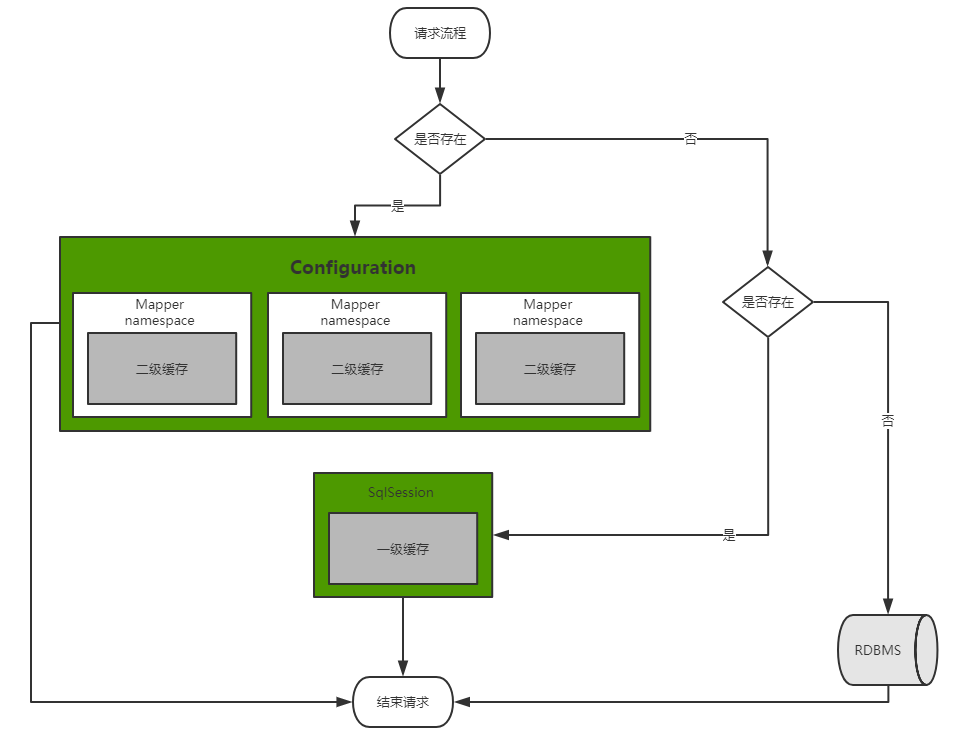 请求流程
是否存在
否
是
Configuration
Mapper
namespace
二级缓存
Mapper
namespace
二级缓存
Mapper
namespace
二级缓存
是否存在
否
是
SqlSession
一级缓存
RDBMS
结束请求